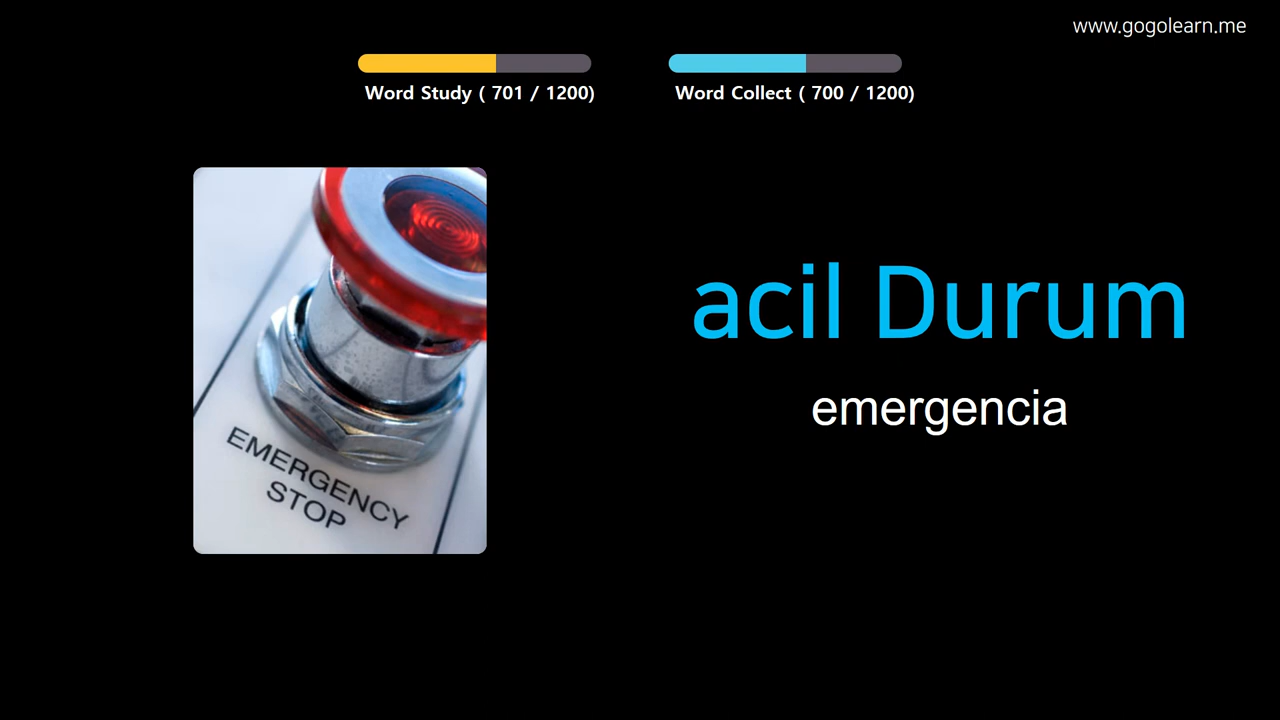 www.gogolearn.me
Word Study ( 701 / 1200)
Word Collect ( 700 / 1200)
acil Durum
emergencia
EMERGENCY
STOP